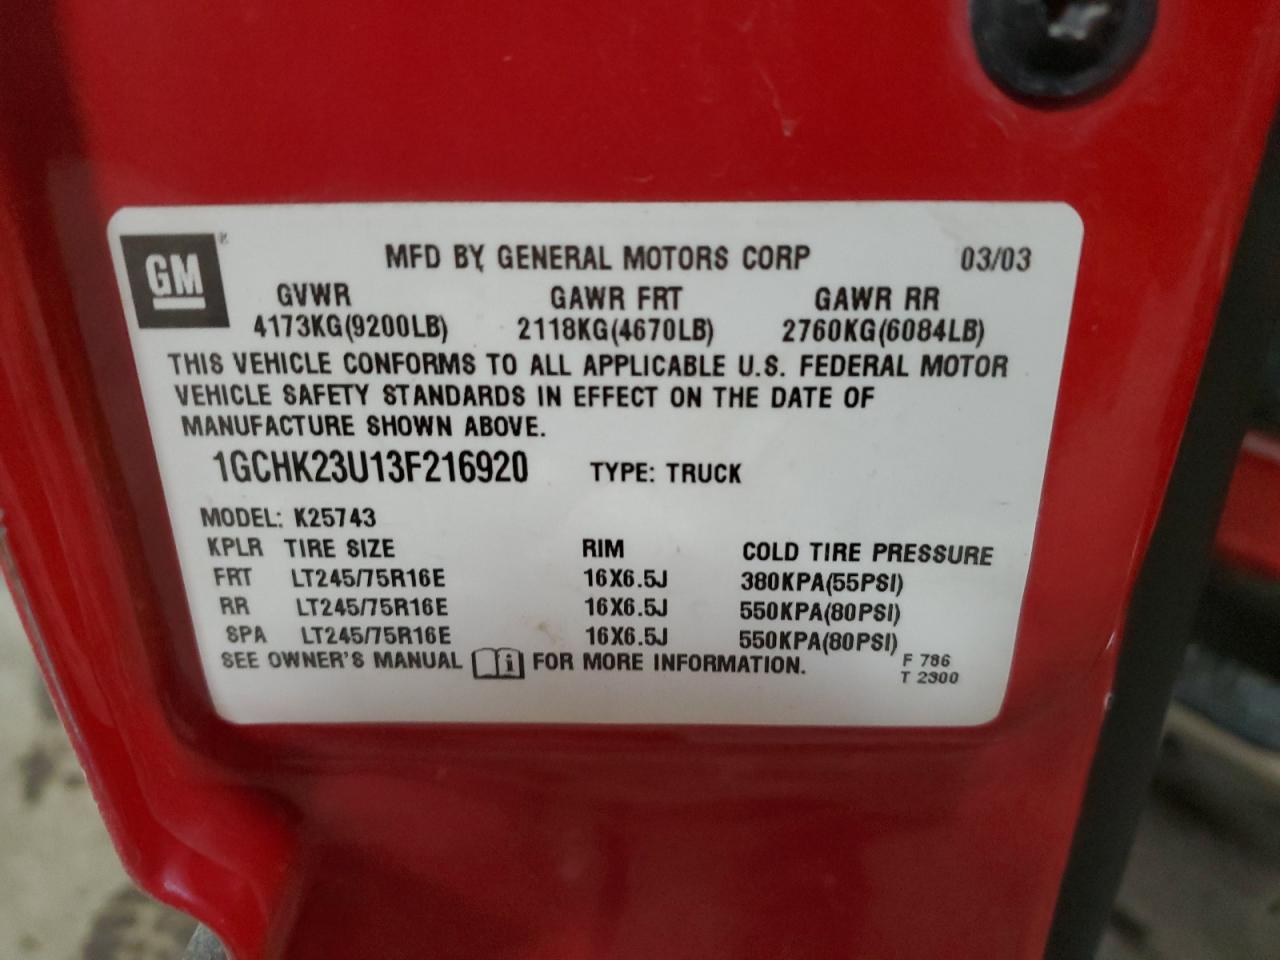 GM
MFD BY GENERAL MOTORS CORP 03/03
GVWR GAWR FRT GAWR RR
4173KG(9200LB) 2118KG(4670LB) 2760KG(6084LB)
THIS VEHICLE CONFORMS TO ALL APPLICABLE U.S. FEDERAL MOTOR
VEHICLE SAFETY STANDARDS IN EFFECT ON THE DATE OF
MANUFACTURE SHOWN ABOVE.
1GCHK23U13F216920 TYPE: TRUCK
MODEL: K25743
KPLR TIRE SIZE RIM COLD TIRE PRESSURE
FRT LT245/75R16E 16X6.5J 380KPA(55PSI)
RR LT245/75R16E 16X6.5J 550KPA(80PSI)
SPA LT245/75R16E 16X6.5J 550KPA(80PSI)
SEE OWNER'S MANUAL i FOR MORE INFORMATION.
F 786
T 2300